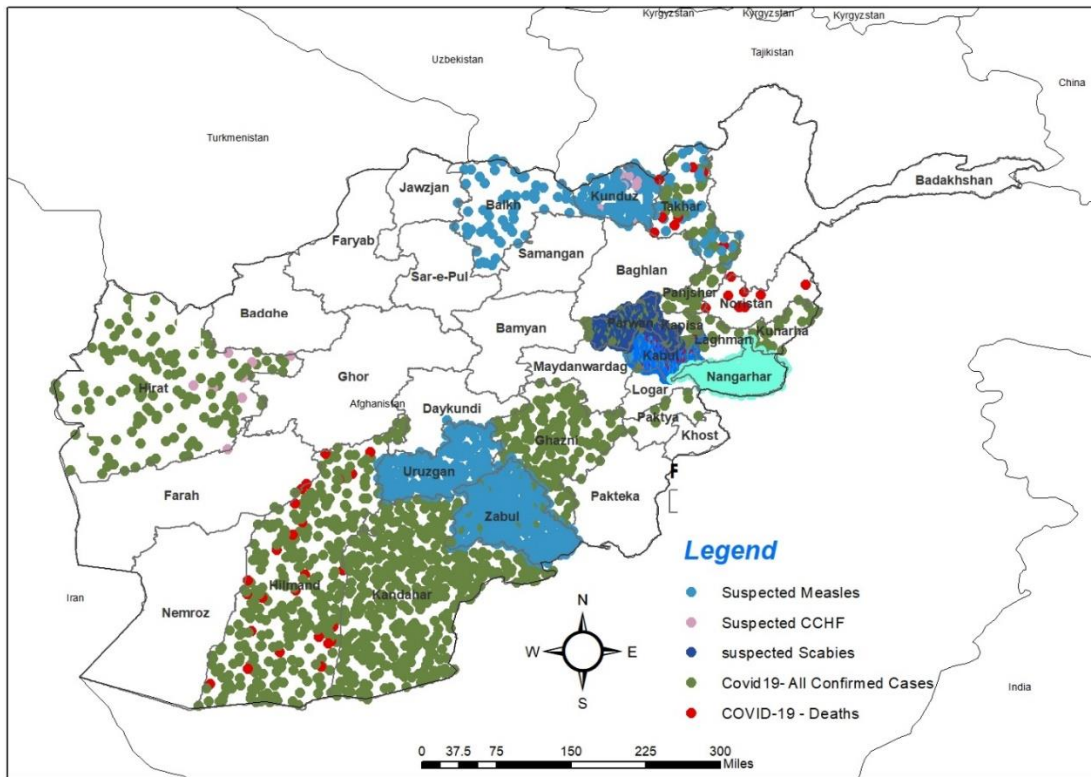 Kyrgyzstan
Kyrgyzstan
Kyrgyzstan
Uzbekistan
Tajikistan
China
Turkmenistan
Badakhshan
Jawzjan
Balkh
Kunduz
Takhar
Faryab
Samangan
Sar-e-Pul
Baghlan
Badghe
Panjsher
Noristan
Parwan
Kapisa
Kunarha
Bamyan
Laghman
Kabul
Hirat
Maydanwardag
Nangarhar
Ghor
Logar
Afghanistan
Daykundi
Paktya
Khost
Ghazni
Uruzgan
Farah
Pakteka
Zabul
Legend
Iran
Hilmand
Kandahar
Nemroz
Suspected Measles
Suspected CCHF
suspected Scabies
Covid19- All Confirmed Cases
COVID-19 - Deaths
N
W
E
S
India
0 37.5 75 150 225 300
Miles